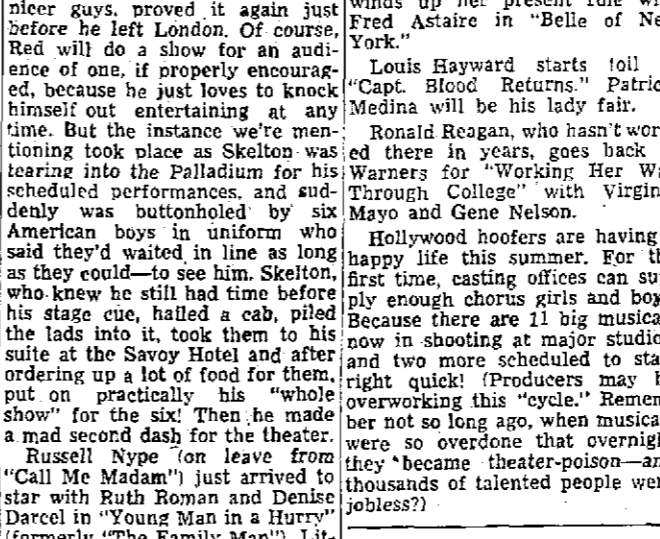 nicer guys, proved it again just
before he left London. Of course,
Red will do a show for an audi-
ence of one, if properly encourag-
ed, because he just loves to knock
himself out entertaining at any
time. But the instance we're men-
tioning took place as Skelton was
tearing into the Palladium for his
scheduled performances, and sud-
denly was buttonholed by six
American boys in uniform who
said they'd waited in line as long
as they could—to see him. Skelton,
who knew he still had time before
his stage cue, hailed a cab, piled
the lads into it, took them to his
suite at the Savoy Hotel and after
ordering up a lot of food for them,
put on practically his "whole
show" for the six! Then he made
a mad second dash for the theater.
Russell Nype (on leave from
"Call Me Madam") just arrived to
star with Ruth Roman and Denise
Darcel in "Young Man in a Hurry"
(formerly "The Family Man"). Lit-
winds up her present role
Fred Astaire in "Belle of Ne
York."
Louis Hayward starts toil
"Capt. Blood Returns." Patric
Medina will be his lady fair.
Ronald Reagan, who hasn't wor
ed there in years, goes back
Warners for "Working Her Wa
Through College" with Virgin
Mayo and Gene Nelson.
Hollywood hoofers are having
happy life this summer. For th
first time, casting offices can su
ply enough chorus girls and boy
Because there are 11 big musica
now in shooting at major studio
and two more scheduled to sta
right quick! (Producers may b
overworking this "cycle." Remem
ber not so long ago, when musica
were so overdone that overnigh
they became theater-poison—an
thousands of talented people wer
jobless?)